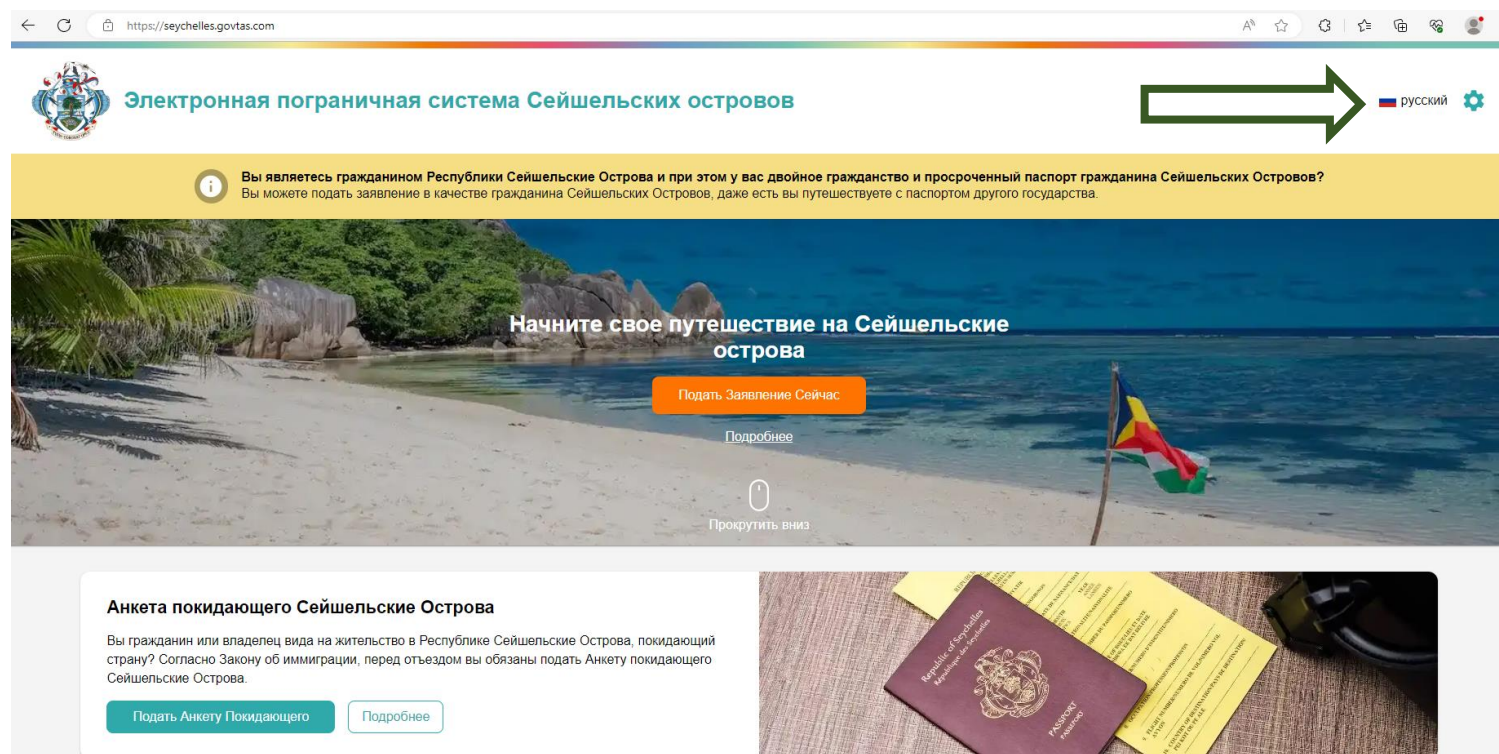 https://seychelles.govtas.com
Электронная пограничная система Сейшельских островов
русский
Вы являетесь гражданином Республики Сейшельские Острова и при этом у вас двойное гражданство и просроченный паспорт гражданина Сейшельских Островов?
Вы можете подать заявление в качестве гражданина Сейшельских Островов, даже есть вы путешествуете с паспортом другого государства.
Начните свое путешествие на Сейшельские
острова
Подать Заявление Сейчас
Подробнее
Прокрутить вниз
Анкета покидающего Сейшельские Острова
Вы гражданин или владелец вида на жительство в Республике Сейшельские Острова, покидающий
страну? Согласно Закону об иммиграции, перед отъездом вы обязаны подать Анкету покидающего
Сейшельские Острова.
Подать Анкету Покидающего
Подробнее
Republic of Seychelles
République des Seychelles
PASSPORT